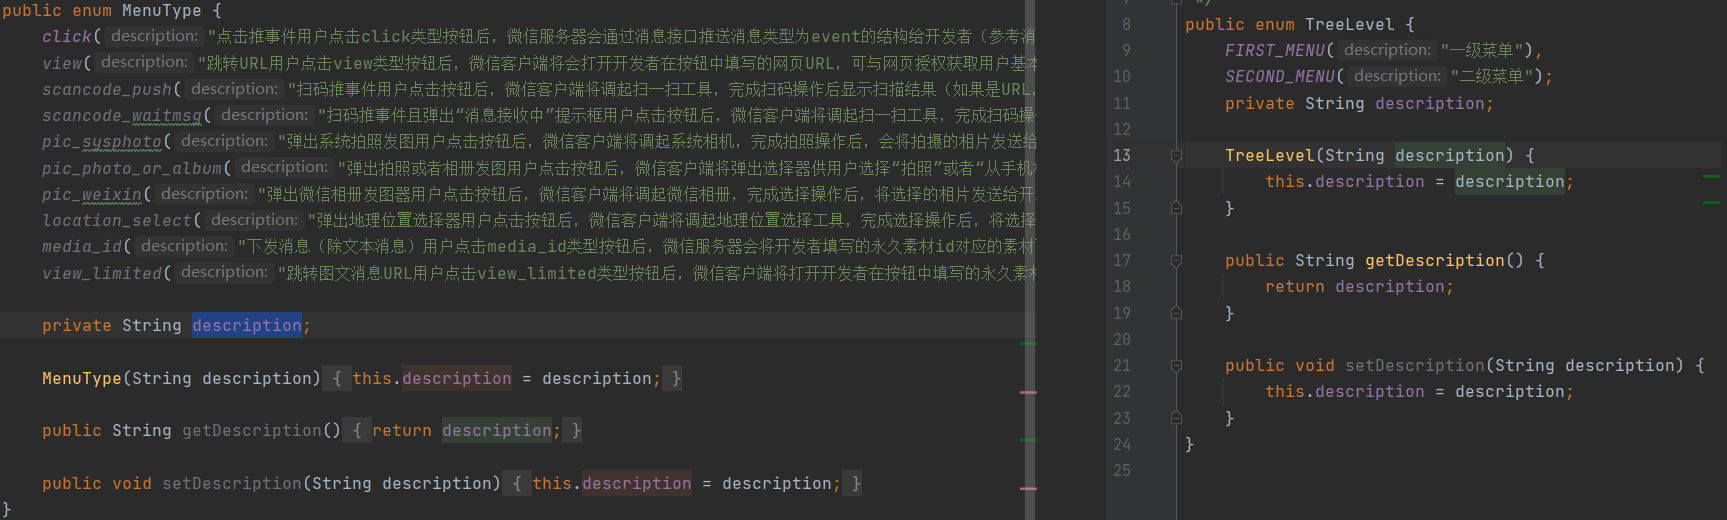 public enum MenuType {
click( description: "点击推事件用户点击click类型按钮后，微信服务器会通过消息接口推送消息类型为event的结构给开发者（参考消
view( description: "跳转URL用户点击view类型按钮后，微信客户端将会打开开发者在按钮中填写的网页URL，可与网页授权获取用户基本
scancode_push( description: "扫码推事件用户点击按钮后，微信客户端将调起扫一扫工具，完成扫码操作后显示扫描结果（如果是URL，
scancode_waitmsg( description: "扫码推事件且弹出“消息接收中”提示框用户点击按钮后，微信客户端将调起扫一扫工具，完成扫码操
pic_sysphoto( description: "弹出系统拍照发图用户点击按钮后，微信客户端将调起系统相机，完成拍照操作后，会将拍摄的相片发送给
pic_photo_or_album( description: "弹出拍照或者相册发图用户点击按钮后，微信客户端将弹出选择器供用户选择“拍照”或者“从手机
pic_weixin( description: "弹出微信相册发图器用户点击按钮后，微信客户端将调起微信相册，完成选择操作后，将选择的相片发送给开
location_select( description: "弹出地理位置选择器用户点击按钮后，微信客户端将调起地理位置选择工具，完成选择操作后，将选择
media_id( description: "下发消息（除文本消息）用户点击media_id类型按钮后，微信服务器会将开发者填写的永久素材id对应的素材
view_limited( description: "跳转图文消息URL用户点击view_limited类型按钮后，微信客户端将打开开发者在按钮中填写的永久素材
private String description;
MenuType(String description) { this.description = description; }
public String getDescription() { return description; }
public void setDescription(String description) { this.description = description; }
}
*/
8 public enum TreeLevel {
9 FIRST_MENU( description: "一级菜单"),
10 SECOND_MENU( description: "二级菜单");
11 private String description;
12
13 TreeLevel(String description) {
14 this.description = description;
15 }
16
17 public String getDescription() {
18 return description;
19 }
20
21 public void setDescription(String description) {
22 this.description = description;
23 }
24 }
25